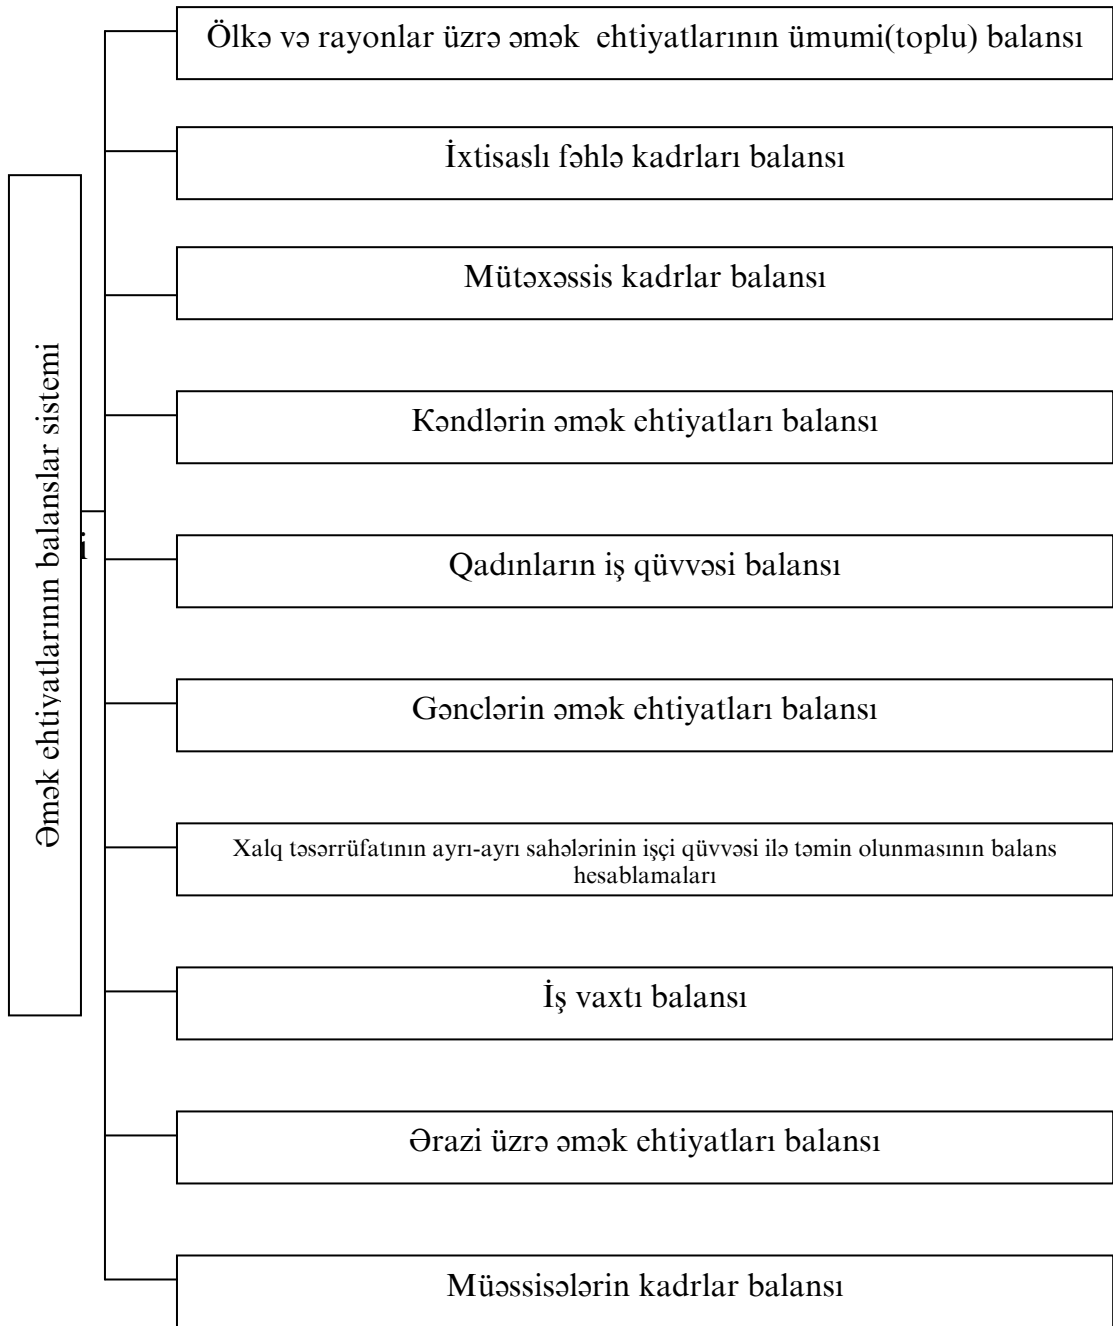 Ölkə və rayonlar üzrə əmək ehtiyatlarının ümumi(toplu) balansı
İxtisaslı fəhlə kadrları balansı
Mütəxəssis kadrlar balansı
Kəndlərin əmək ehtiyatları balansı
Əmək ehtiyatlarının balanslar sistemi
i
Qadınların iş qüvvəsi balansı
Gənclərin əmək ehtiyatları balansı
Xalq təsərrüfatının ayrı-ayrı sahələrinin işçi qüvvəsi ilə təmin olunmasının balans
hesablamaları
İş vaxtı balansı
Ərazi üzrə əmək ehtiyatları balansı
Müəssisələrin kadrlar balansı